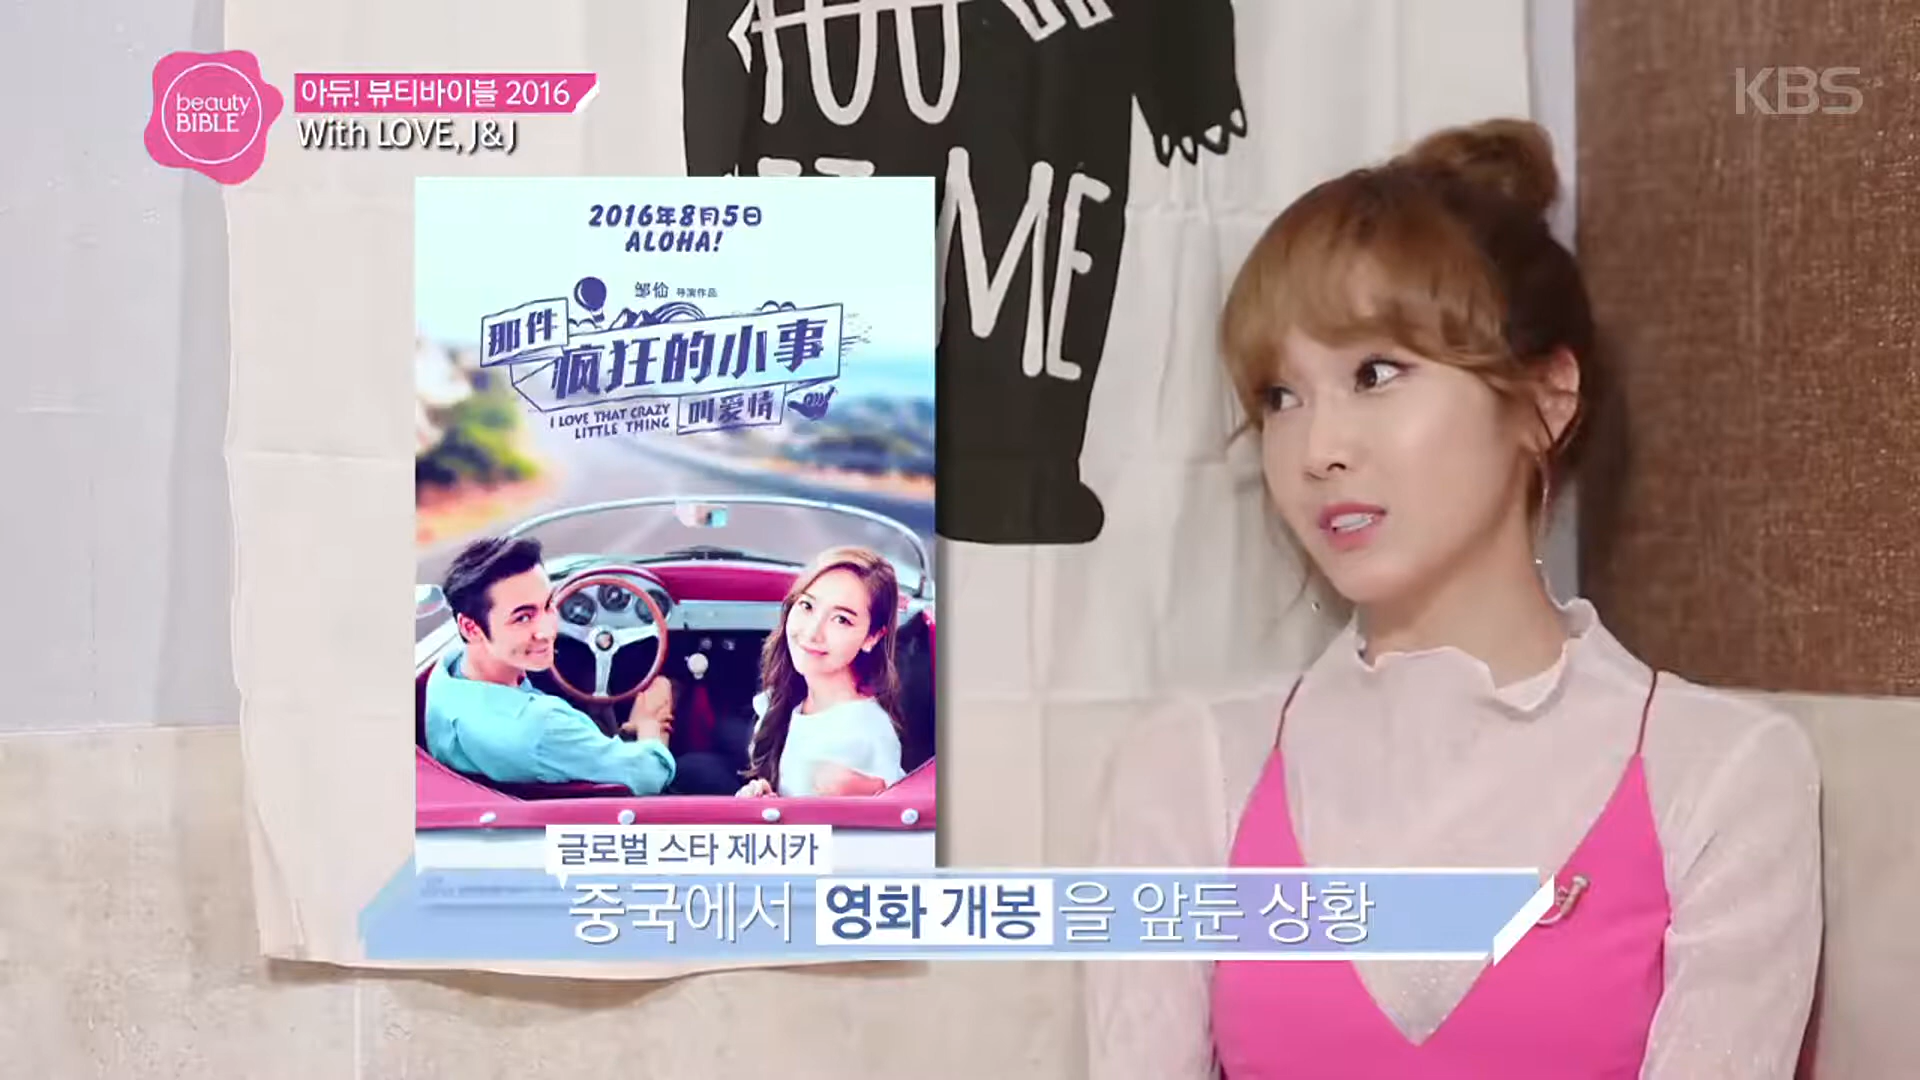 beauty
BIBLE
아듀! 뷰티바이블 2016
With LOVE, J&J
KBS
ME
2016年8月5日
ALOHA!
邹佡 导演作品
那件
疯狂的小事
I LOVE THAT CRAZY
LITTLE THING
叫爱情
글로벌 스타 제시카
중국에서 영화 개봉을 앞둔 상황